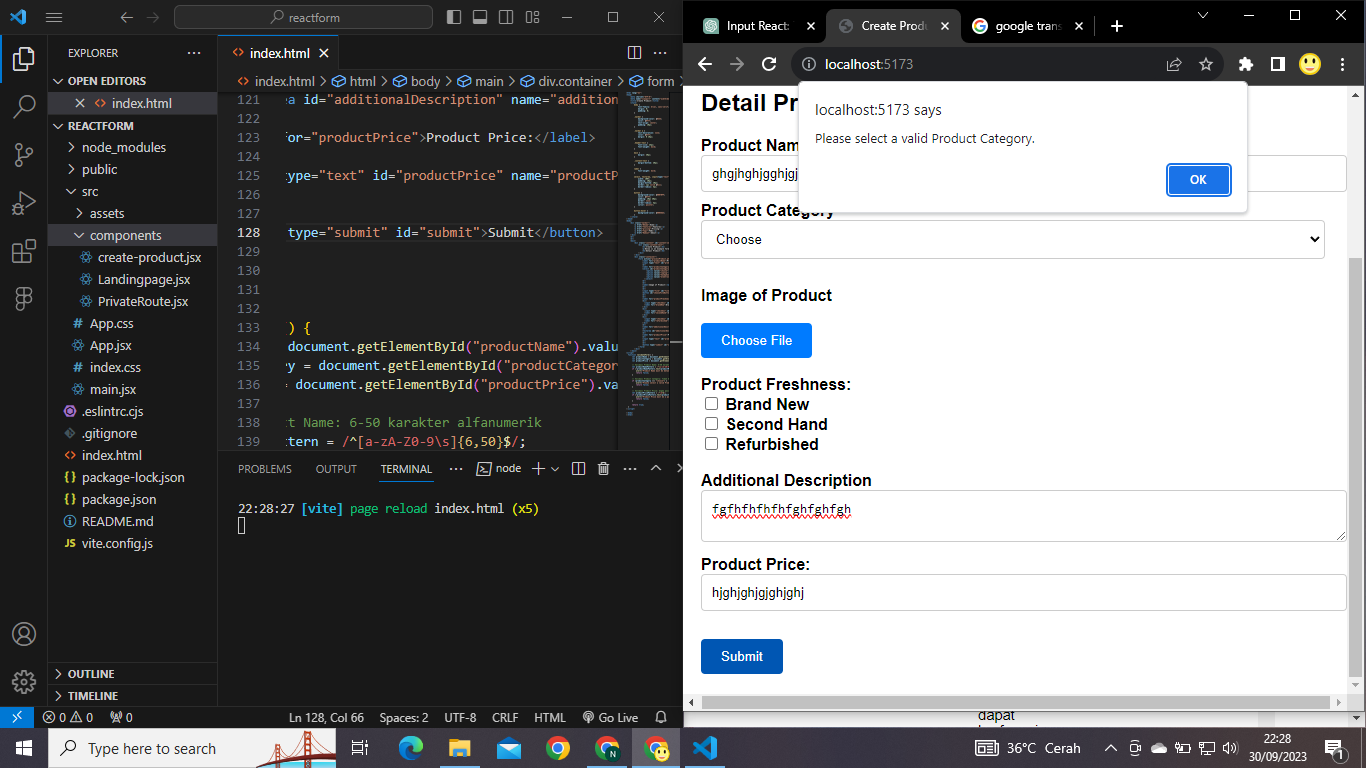 reactform
EXPLORER
OPEN EDITORS
index.html
REACTFORM
node_modules
public
src
assets
components
create-product.jsx
Landingpage.jsx
PrivateRoute.jsx
App.css
App.jsx
index.css
main.jsx
.eslintrc.cjs
.gitignore
index.html
package-lock.json
package.json
README.md
vite.config.js
OUTLINE
TIMELINE
index.html
index.html > html > body > main > div.container > form >
121 a id="additionalDescription" name="addition
122
123 or="productPrice">Product Price:</label>
124
125 ype="text" id="productPrice" name="productP
126
127
128 type="submit" id="submit">Submit</button>
129
130
131
132
133 ) {
134 document.getElementById("productName").valu
135 y = document.getElementById("productCategor
136 = document.getElementById("productPrice").va
137
138 t Name: 6-50 karakter alfanumerik
139 tern = /^[a-zA-Z0-9\s]{6,50}$/;
PROBLEMS OUTPUT TERMINAL ... node
22:28:27 [vite] page reload index.html (x5)
0 0 0
Ln 128, Col 66 Spaces: 2 UTF-8 CRLF HTML Go Live
Input React:
Create Produ
google trans
localhost:5173
localhost:5173 says
Please select a valid Product Category.
OK
Detail Pr
Product Nam
ghgjhghjgghjgj
Product Category
Choose
Image of Product
Choose File
Product Freshness:
Brand New
Second Hand
Refurbished
Additional Description
fgfhfhfhfhfghfghfgh
Product Price:
hjghjghjgjghjghj
Submit
dapat
Type here to search
36°C Cerah
22:28
30/09/2023
1